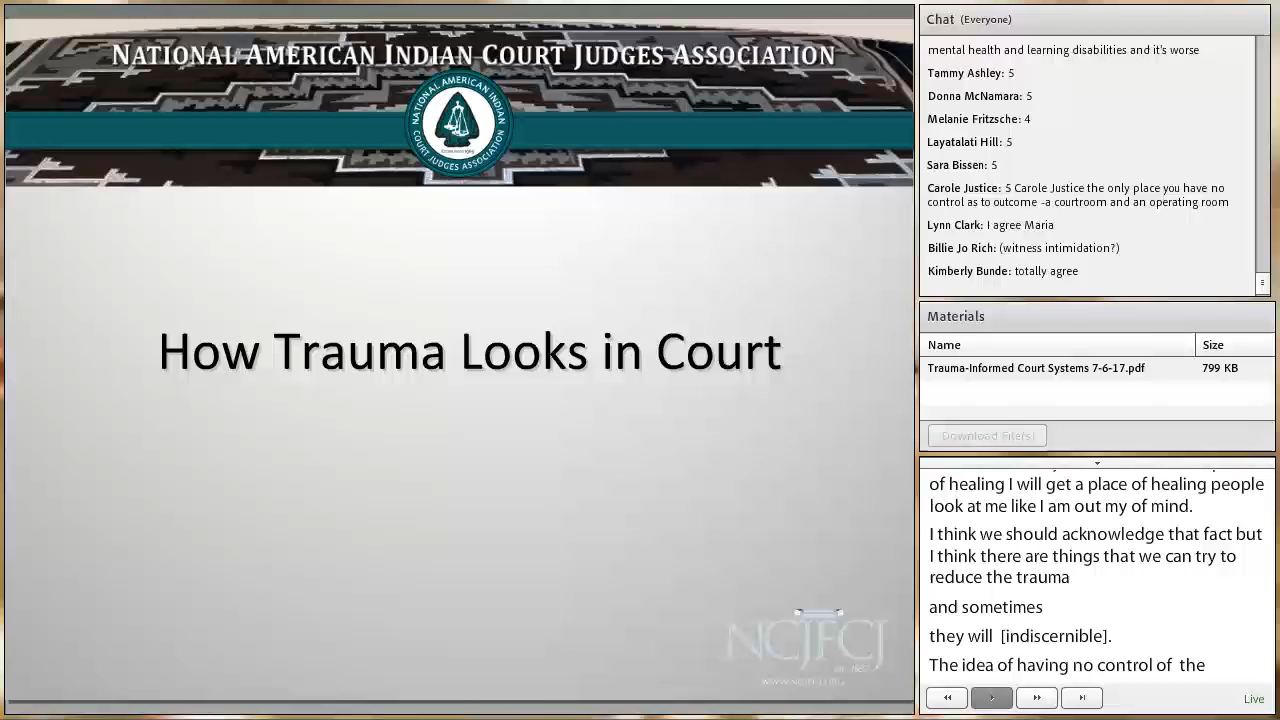 NATIONAL AMERICAN INDIAN COURT JUDGES ASSOCIATION
NATIONAL AMERICAN INDIAN
COURT JUDGES ASSOCIATION
How Trauma Looks in Court
NCJFCJ
Chat (Everyone)
mental health and learning disabilities and it's worse
Tammy Ashley: 5
Donna McNamara: 5
Melanie Fritzsche: 4
Layatalati Hill: 5
Sara Bissen: 5
Carole Justice: 5 Carole Justice the only place you have no
control as to outcome -a courtroom and an operating room
Lynn Clark: I agree Maria
Billie Jo Rich: (witness intimidation?)
Kimberly Bunde: totally agree
Materials
Name Size
Trauma-Informed Court Systems 7-6-17.pdf 799 KB
Download File(s)
of healing I will get a place of healing people
look at me like I am out my of mind.
I think we should acknowledge that fact but
I think there are things that we can try to
reduce the trauma
and sometimes
they will [indiscernible].
The idea of having no control of the
Live